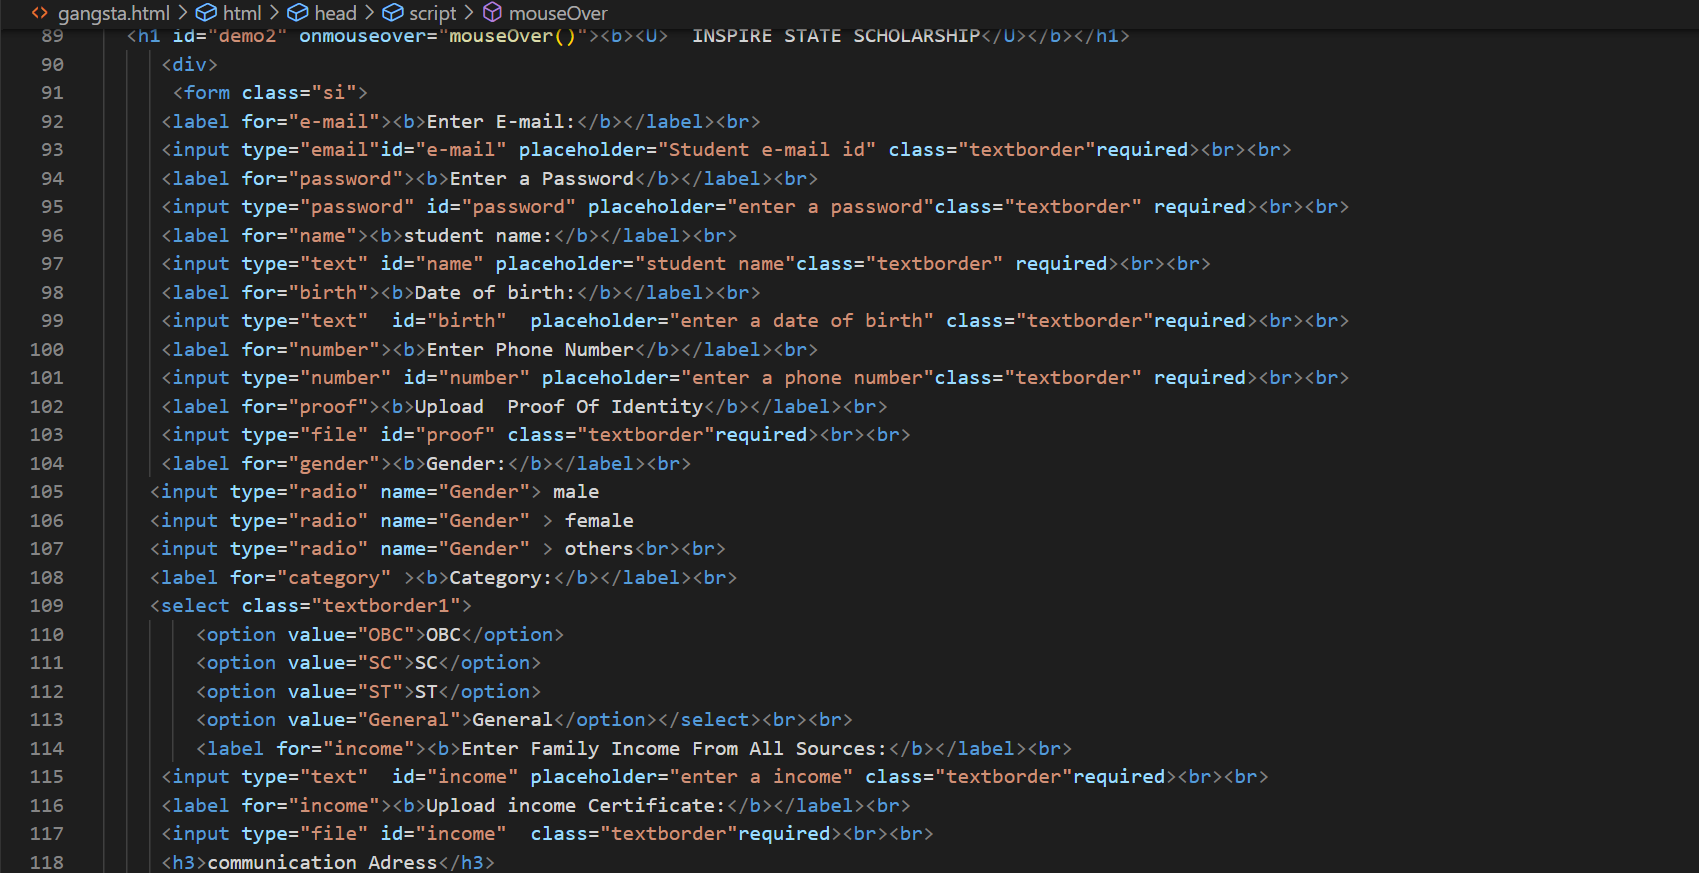 <> gangsta.html > html > head > script > mouseOver
89 <h1 id="demo2" onmouseover="mouseOver()"><b><U>  INSPIRE STATE SCHOLARSHIP</U></b></h1>
90 <div>
91 <form class="si">
92 <label for="e-mail"><b>Enter E-mail:</b></label><br>
93 <input type="email"id="e-mail" placeholder="Student e-mail id" class="textborder"required><br><br>
94 <label for="password"><b>Enter a Password</b></label><br>
95 <input type="password" id="password" placeholder="enter a password"class="textborder" required><br><br>
96 <label for="name"><b>student name:</b></label><br>
97 <input type="text" id="name" placeholder="student name"class="textborder" required><br><br>
98 <label for="birth"><b>Date of birth:</b></label><br>
99 <input type="text"  id="birth"  placeholder="enter a date of birth" class="textborder"required><br><br>
100 <label for="number"><b>Enter Phone Number</b></label><br>
101 <input type="number" id="number" placeholder="enter a phone number"class="textborder" required><br><br>
102 <label for="proof"><b>Upload  Proof Of Identity</b></label><br>
103 <input type="file" id="proof" class="textborder"required><br><br>
104 <label for="gender"><b>Gender:</b></label><br>
105 <input type="radio" name="Gender"> male
106 <input type="radio" name="Gender" > female
107 <input type="radio" name="Gender" > others<br><br>
108 <label for="category" ><b>Category:</b></label><br>
109 <select class="textborder1">
110 <option value="OBC">OBC</option>
111 <option value="SC">SC</option>
112 <option value="ST">ST</option>
113 <option value="General">General</option></select><br><br>
114 <label for="income"><b>Enter Family Income From All Sources:</b></label><br>
115 <input type="text"  id="income" placeholder="enter a income" class="textborder"required><br><br>
116 <label for="income"><b>Upload income Certificate:</b></label><br>
117 <input type="file" id="income"  class="textborder"required><br><br>
118 <h3>communication Adress</h3>